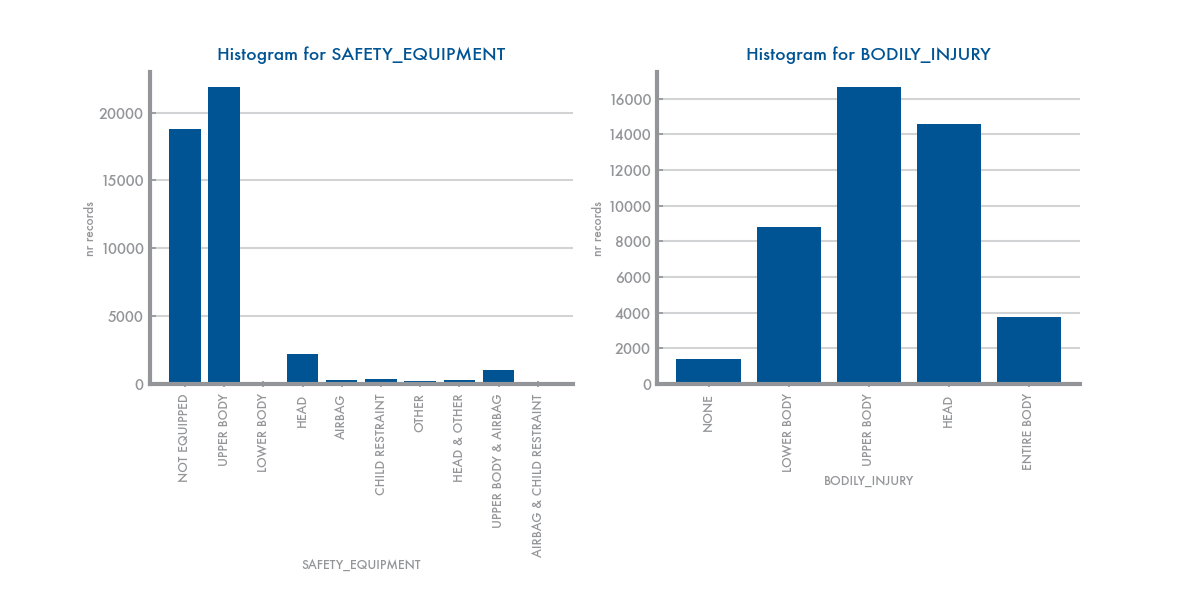 Histogram for SAFETY_EQUIPMENT
nr records
20000
15000
10000
5000
0
NOT EQUIPPED
UPPER BODY
LOWER BODY
HEAD
AIRBAG
CHILD RESTRAINT
OTHER
HEAD & OTHER
UPPER BODY & AIRBAG
AIRBAG & CHILD RESTRAINT
SAFETY_EQUIPMENT
Histogram for BODILY_INJURY
nr records
16000
14000
12000
10000
8000
6000
4000
2000
0
NONE
LOWER BODY
UPPER BODY
HEAD
ENTIRE BODY
BODILY_INJURY